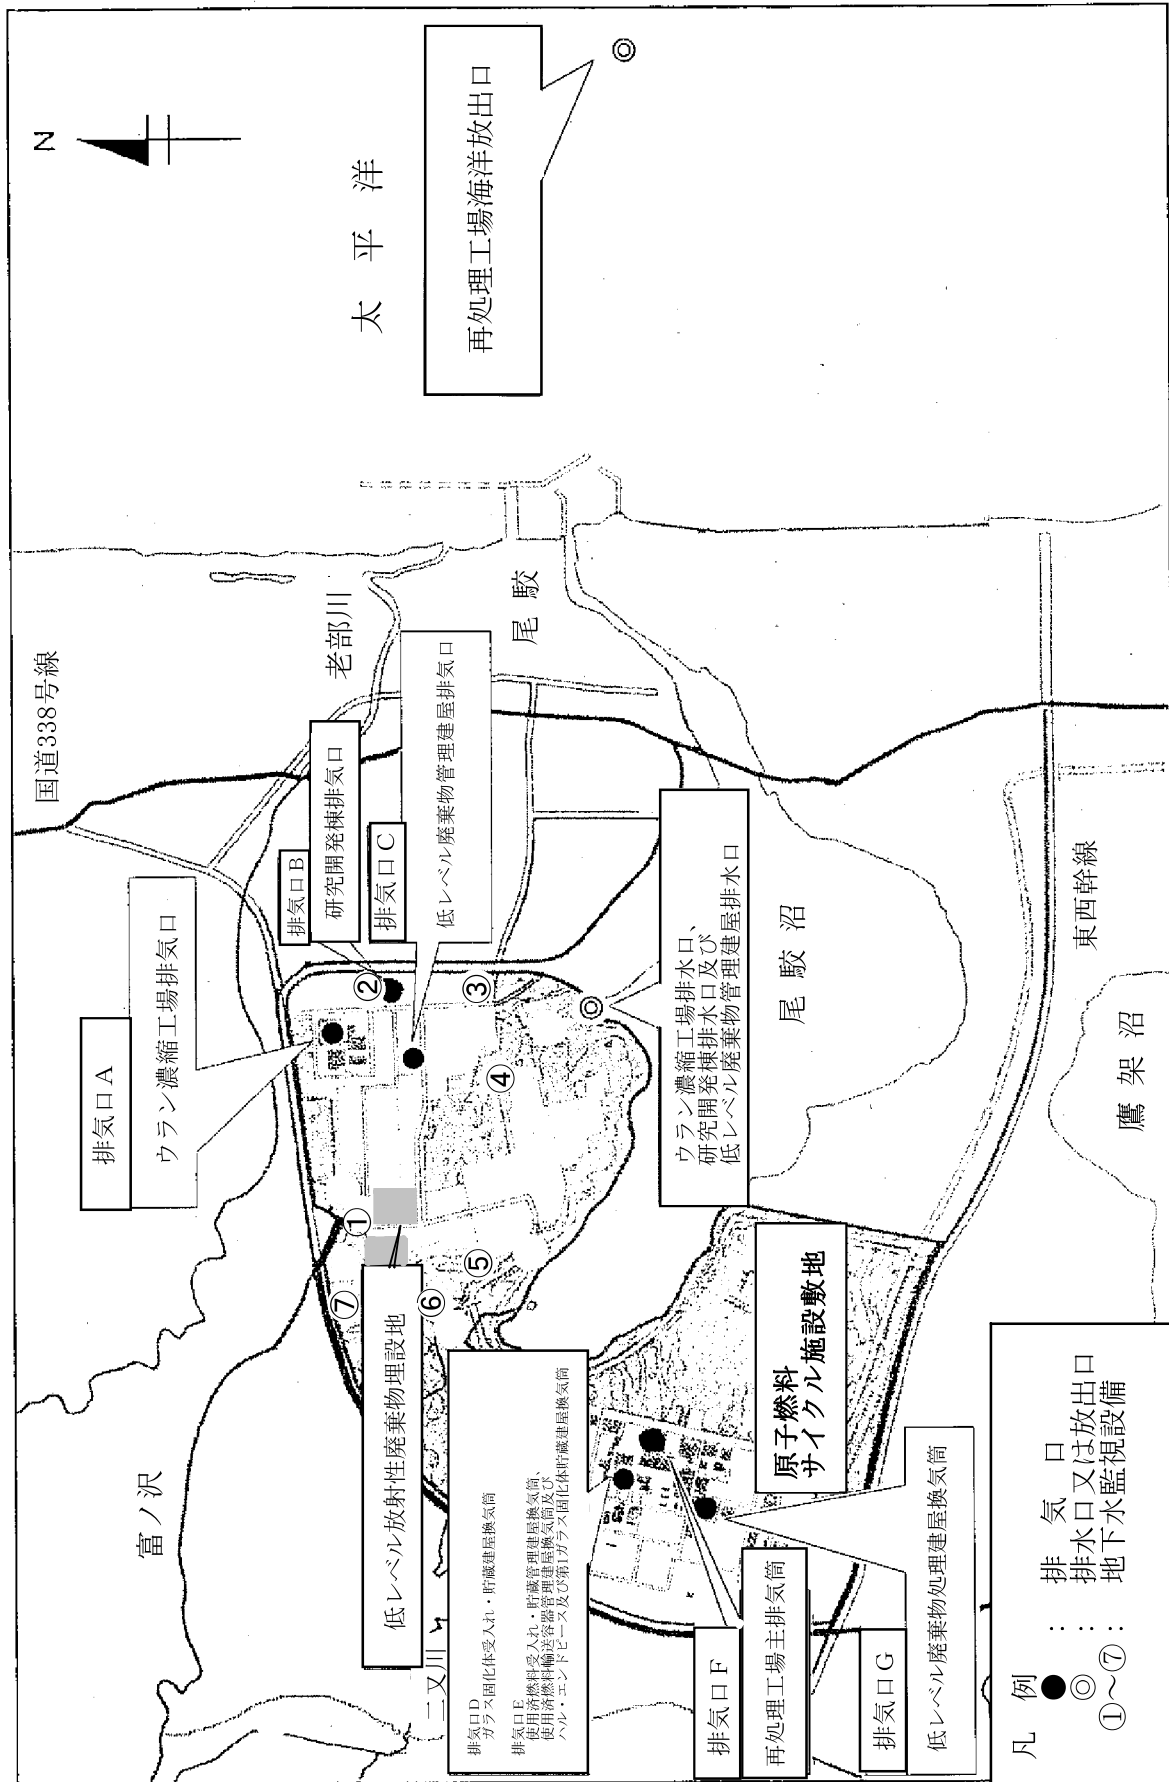 N
太平洋
再処理工場海洋放出口
国道338号線
老部川
尾駮
排気口A
ウラン濃縮工場排気口
排気口B
研究開発棟排気口
排気口C
低レベル廃棄物管理建屋排気口
②
③
④
①
⑤
⑦
⑥
富ノ沢
低レベル放射性廃棄物埋設地
ウラン濃縮工場排水口、
研究開発棟排水口及び
低レベル廃棄物管理建屋排水口
尾駮沼
東西幹線
鷹架沼
二又川
排気口D
ガラス固化体受入れ・貯蔵建屋換気筒
排気口E
使用済燃料受入れ・貯蔵管理建屋換気筒、
使用済燃料輸送容器管理建屋換気筒及び
ハル・エンドピース及び第1ガラス固化体貯蔵建屋換気筒
原子燃料
サイクル施設敷地
排気口F
再処理工場主排気筒
排気口G
低レベル廃棄物処理建屋換気筒
凡例
● : 排気口
◎ : 排水口又は放出口
①~⑦ : 地下水監視設備